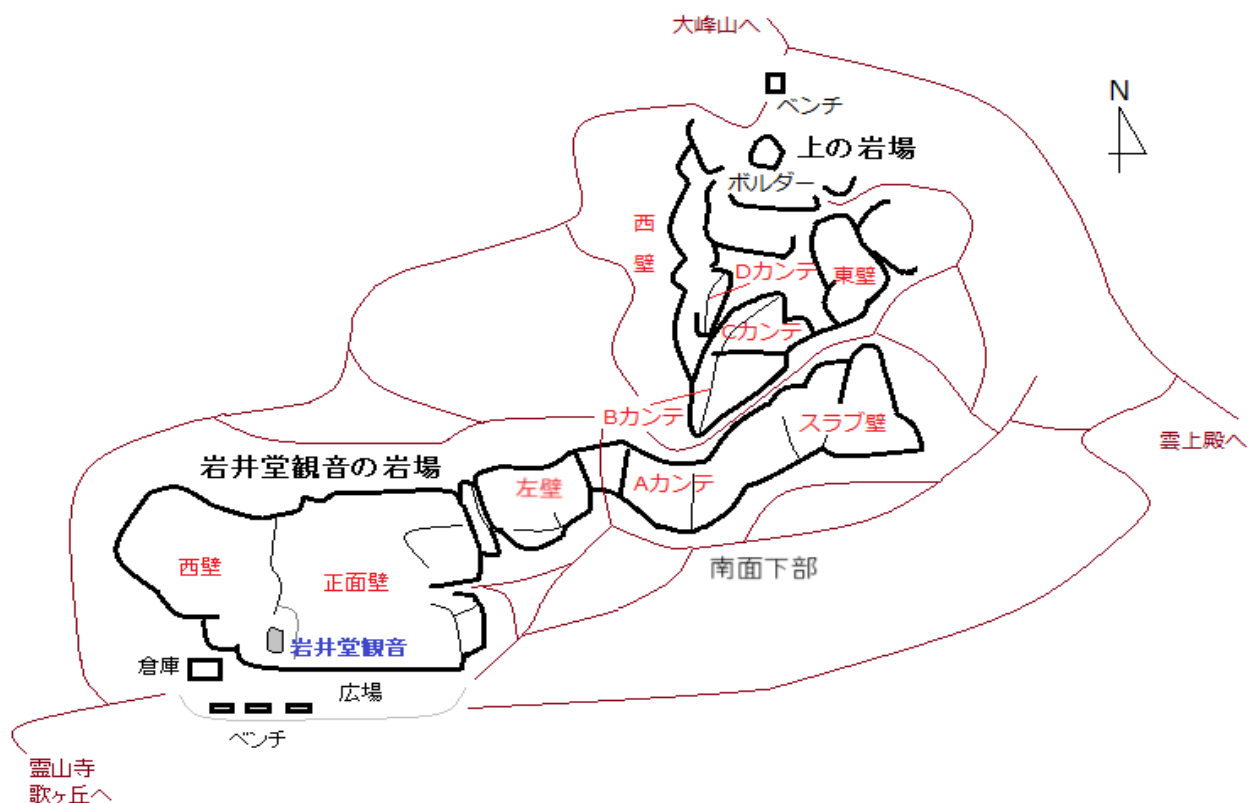 大峰山へ
N
ベンチ
上の岩場
ボルダー
西
壁
Dカンテ
東壁
Cカンテ
Bカンテ
スラブ壁
雲上殿へ
岩井堂観音の岩場
左壁
Aカンテ
西壁
正面壁
南面下部
岩井堂観音
倉庫
広場
ベンチ
霊山寺
歌ヶ丘へ